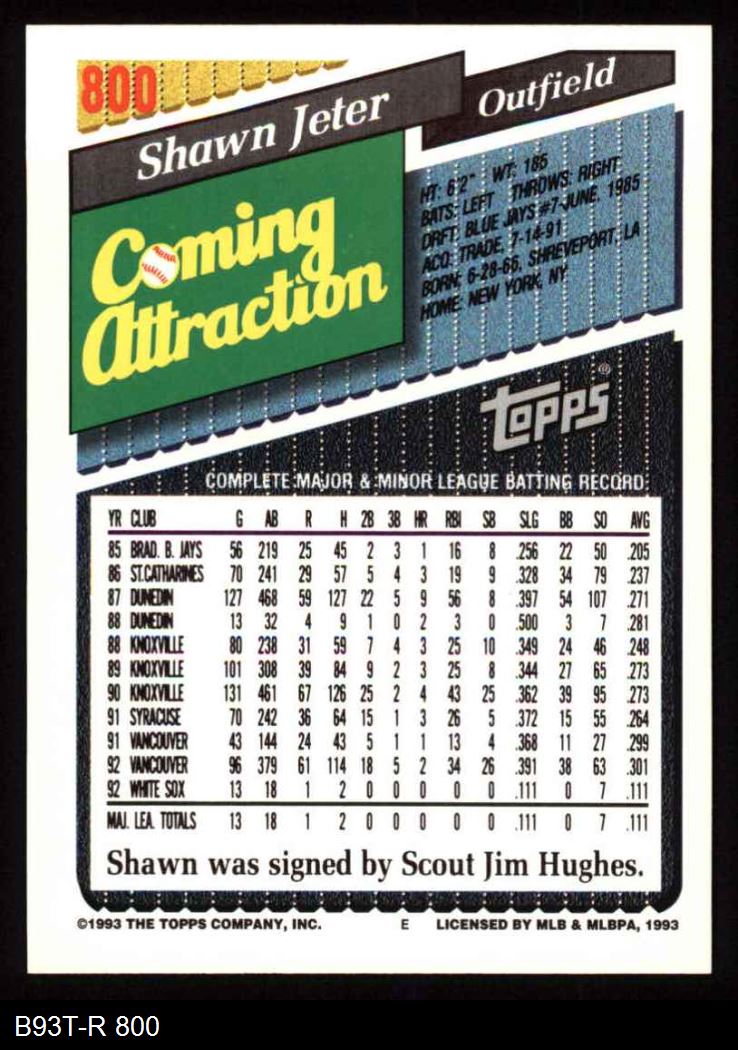 800
Shawn Jeter
Outfield
Coming
Attraction
HT: 6'2" WT: 185
BATS: LEFT THROWS: RIGHT
DRFT: BLUE JAYS #7-JUNE, 1985
ACQ: TRADE, 7-14-91
BORN: 6-28-66, SHREVEPORT, LA
HOME: NEW YORK, NY
topps®
COMPLETE MAJOR & MINOR LEAGUE BATTING RECORD
YR CLUB G AB R H 2B 3B HR RBI SB SLG BB SO AVG
85 BRAD. B. JAYS 56 219 25 45 2 3 1 16 8 .256 22 50 .205
86 ST.CATHARINES 70 241 29 57 5 4 3 19 9 .328 34 79 .237
87 DUNEDIN 127 468 59 127 22 5 9 56 8 .397 54 107 .271
88 DUNEDIN 13 32 4 9 1 0 2 3 0 .500 3 7 .281
88 KNOXVILLE 80 238 31 59 7 4 3 25 10 .349 24 46 .248
89 KNOXVILLE 101 308 39 84 9 2 3 25 8 .344 27 65 .273
90 KNOXVILLE 131 461 67 126 25 2 4 43 25 .362 39 95 .273
91 SYRACUSE 70 242 36 64 15 1 3 26 5 .372 15 55 .264
91 VANCOUVER 43 144 24 43 5 1 1 13 4 .368 11 27 .299
92 VANCOUVER 96 379 61 114 18 5 2 34 26 .391 38 63 .301
92 WHITE SOX 13 18 1 2 0 0 0 0 0 .111 0 7 .111
MAJ. LEA. TOTALS 13 18 1 2 0 0 0 0 0 .111 0 7 .111
Shawn was signed by Scout Jim Hughes.
©1993 THE TOPPS COMPANY, INC. E LICENSED BY MLB & MLBPA, 1993
B93T-R 800